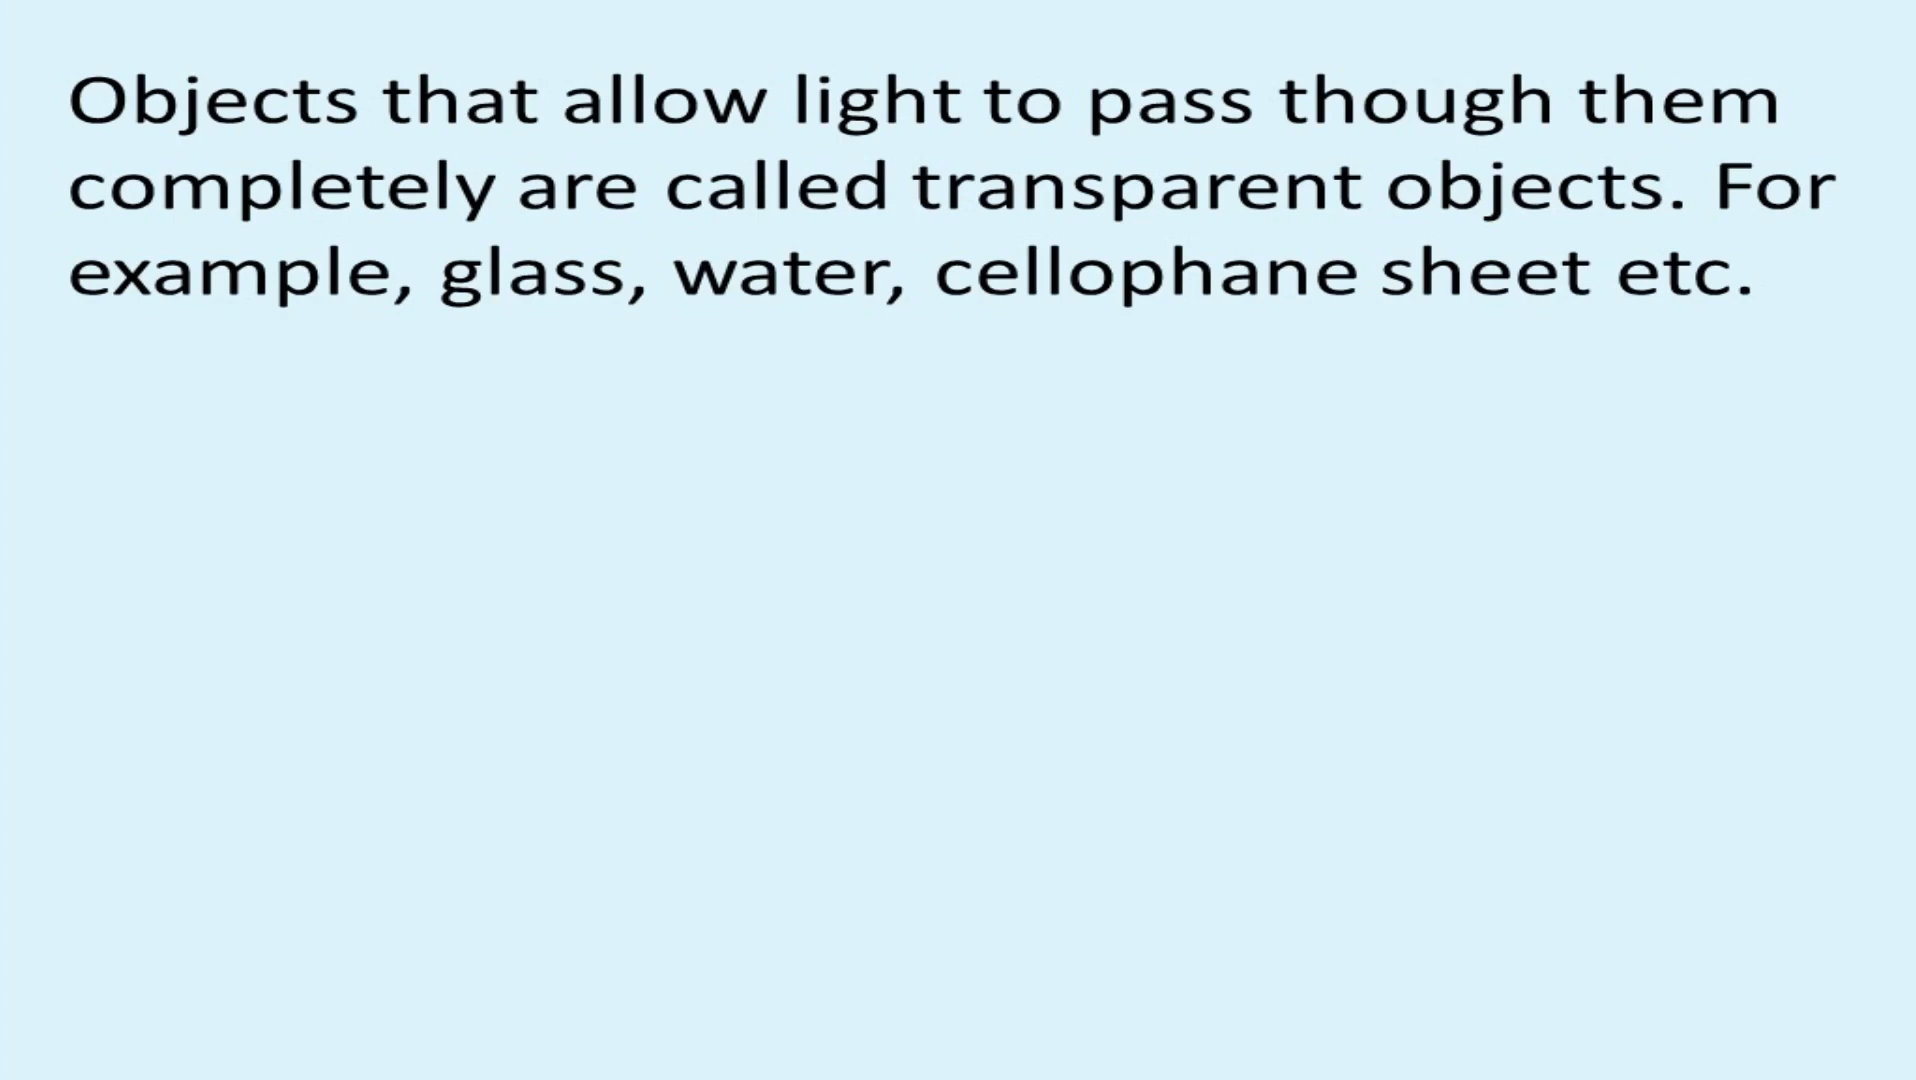 Objects that allow light to pass though them
completely are called transparent objects. For
example, glass, water, cellophane sheet etc.